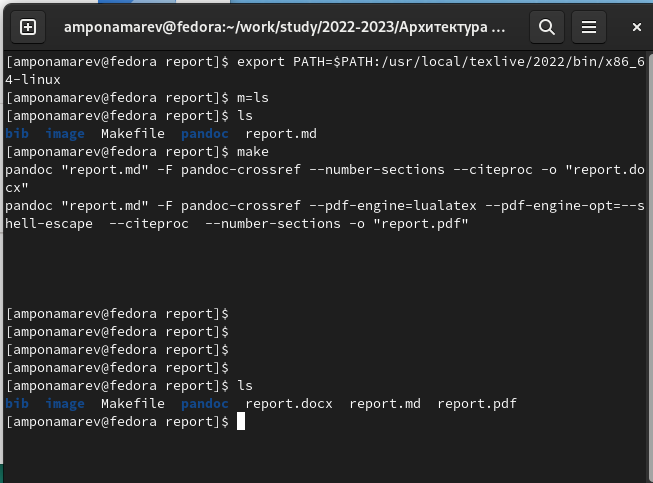 amponamarev@fedora:~/work/study/2022-2023/Архитектура ...
[amponamarev@fedora report]$ export PATH=$PATH:/usr/local/texlive/2022/bin/x86_6
4-linux
[amponamarev@fedora report]$ m=ls
[amponamarev@fedora report]$ ls
bib  image  Makefile  pandoc  report.md
[amponamarev@fedora report]$ make
pandoc "report.md" -F pandoc-crossref --number-sections --citeproc -o "report.do
cx"
pandoc "report.md" -F pandoc-crossref --pdf-engine=lualatex --pdf-engine-opt=--s
hell-escape  --citeproc  --number-sections -o "report.pdf"
[amponamarev@fedora report]$
[amponamarev@fedora report]$
[amponamarev@fedora report]$
[amponamarev@fedora report]$
[amponamarev@fedora report]$ ls
bib  image  Makefile  pandoc  report.docx  report.md  report.pdf
[amponamarev@fedora report]$